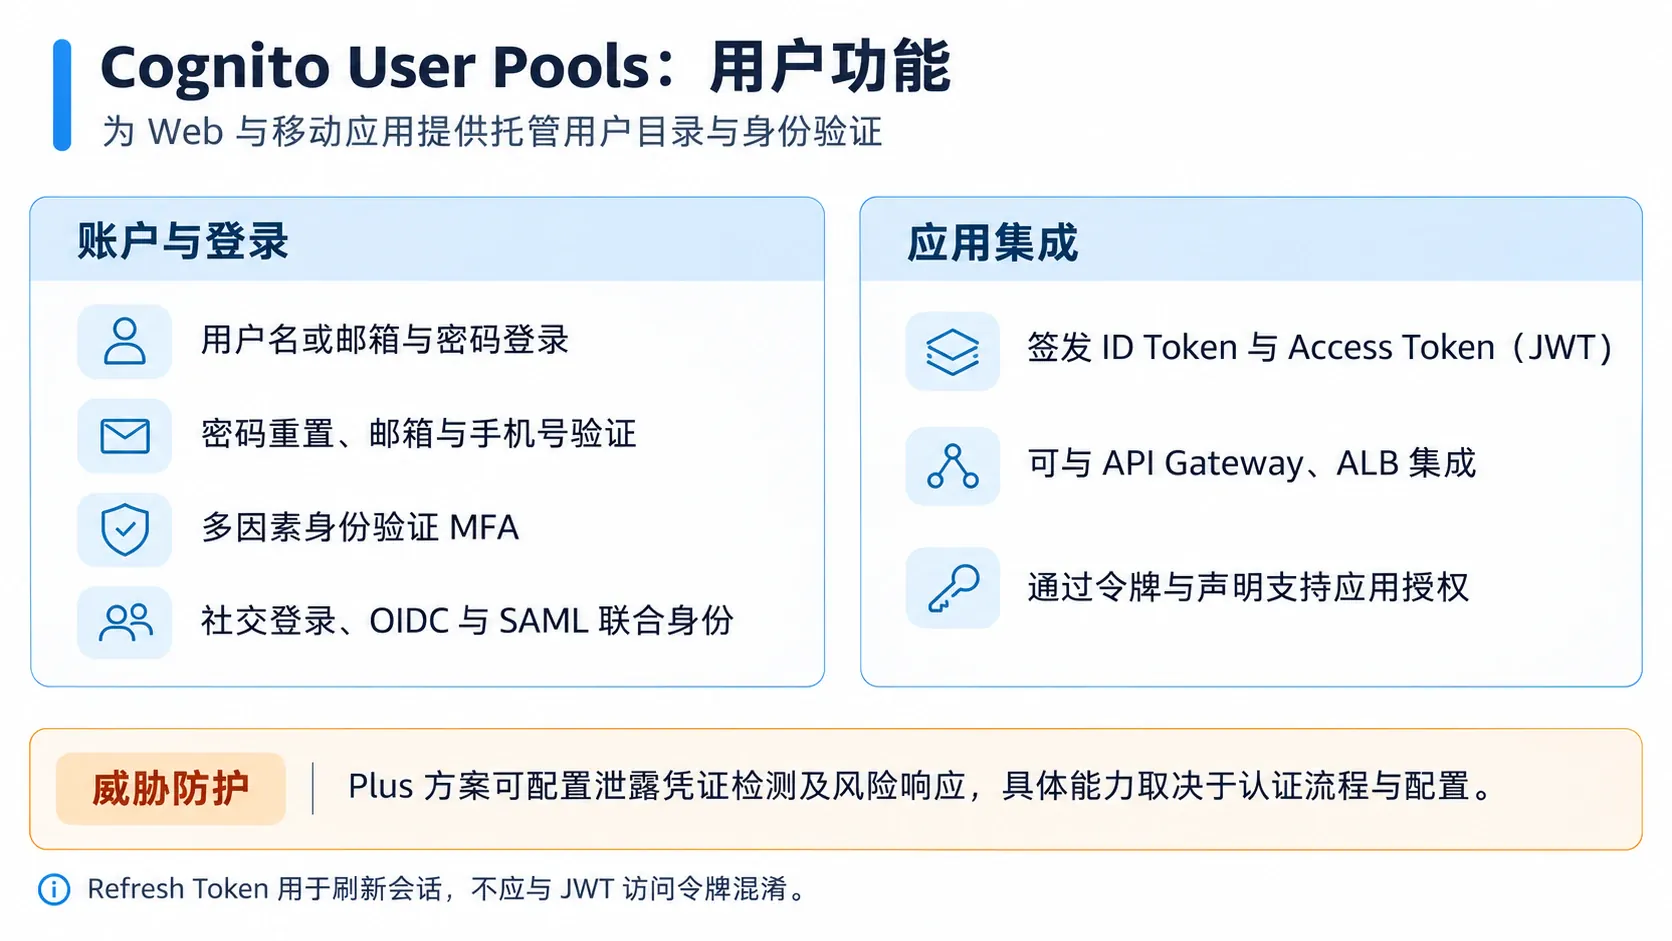 Cognito User Pools：用户功能
为 Web 与移动应用提供托管用户目录与身份验证
账户与登录
用户名或邮箱与密码登录
密码重置、邮箱与手机号验证
多因素身份验证 MFA
社交登录、OIDC 与 SAML 联合身份
应用集成
签发 ID Token 与 Access Token（JWT）
可与 API Gateway、ALB 集成
通过令牌与声明支持应用授权
威胁防护
Plus 方案可配置泄露凭证检测及风险响应，具体能力取决于认证流程与配置。
Refresh Token 用于刷新会话，不应与 JWT 访问令牌混淆。